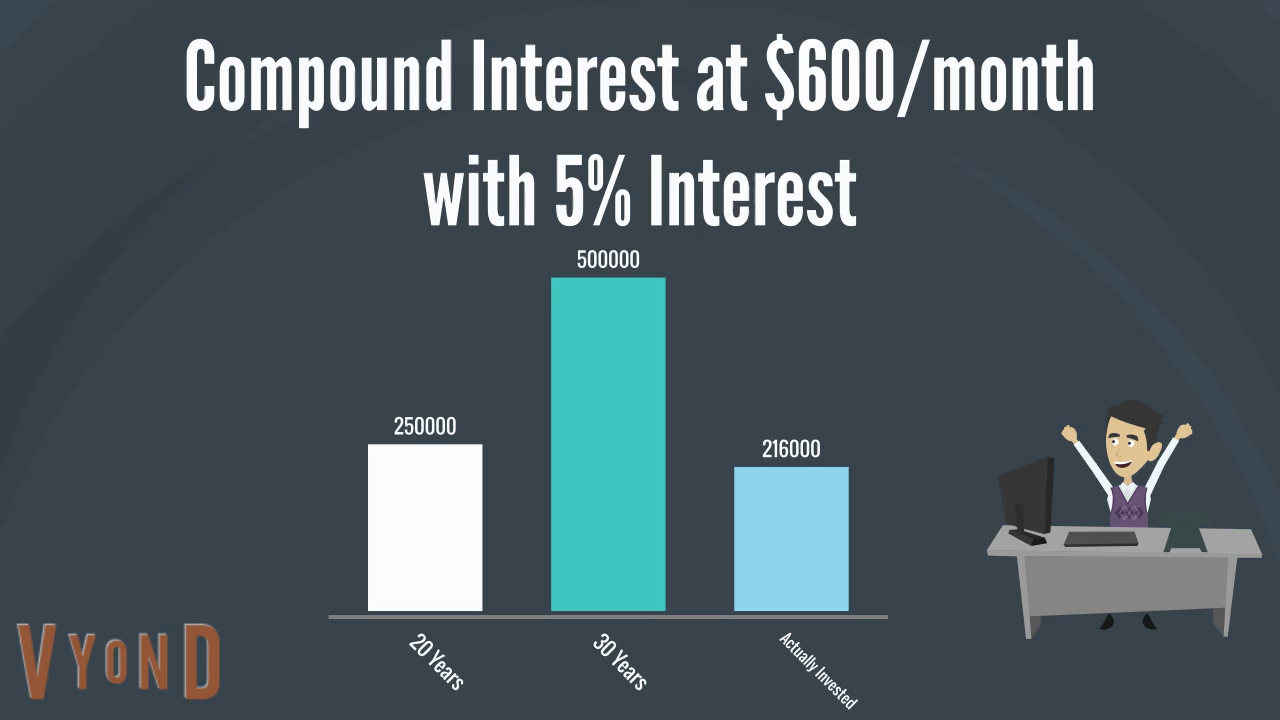 Compound Interest at $600/month
with 5% Interest
500000
250000
216000
20 Years
30 Years
Actually Invested
VYOND